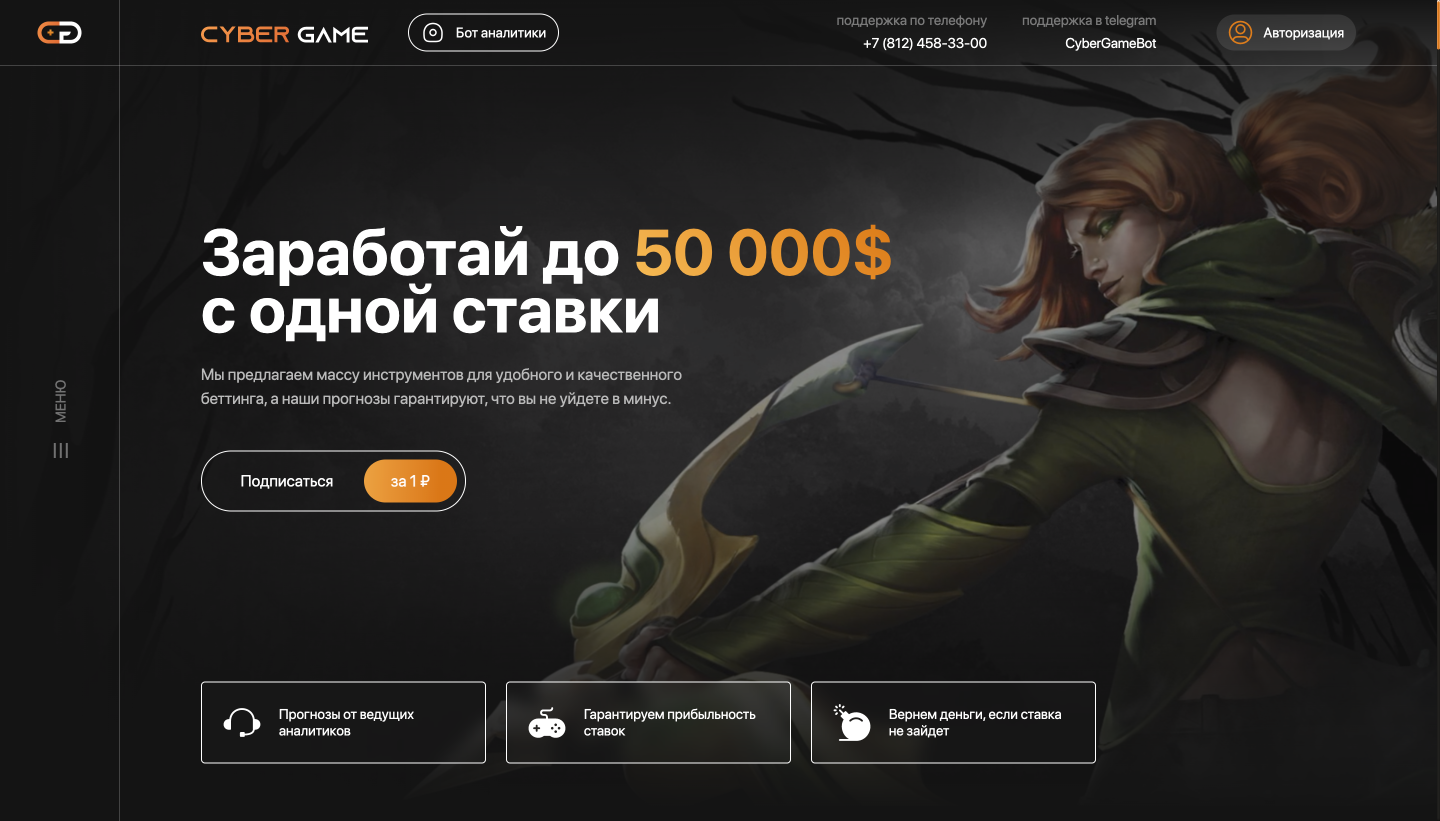 CYBER GAME
Бот аналитики
поддержка по телефону
+7 (812) 458-33-00
поддержка в telegram
CyberGameBot
Авторизация
МЕНЮ
Заработай до 50 000$
с одной ставки
Мы предлагаем массу инструментов для удобного и качественного
беттинга, а наши прогнозы гарантируют, что вы не уйдете в минус.
Подписаться
за 1 ₽
Прогнозы от ведущих
аналитиков
Гарантируем прибыльность
ставок
Вернем деньги, если ставка
не зайдет